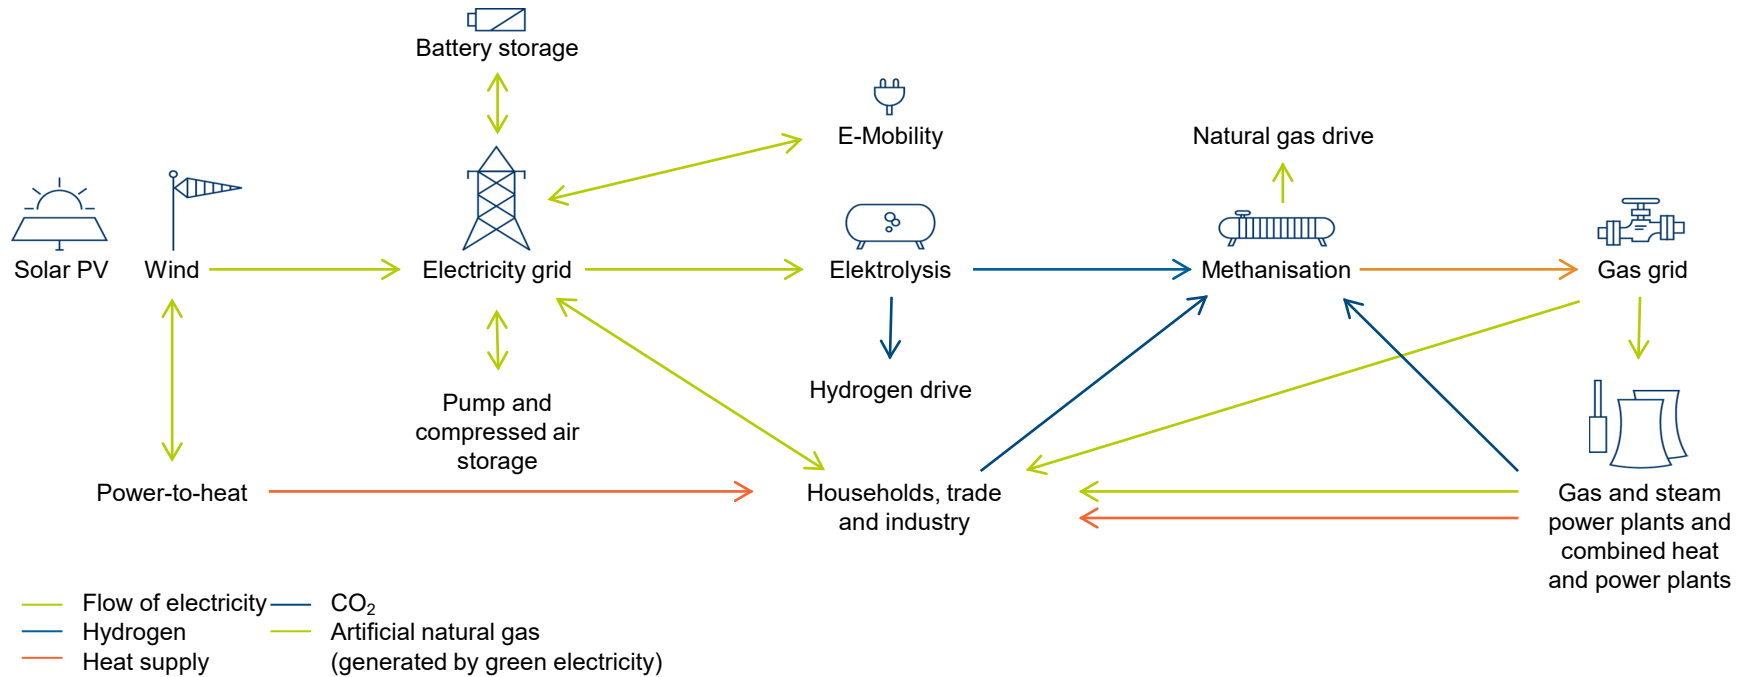 Battery storage
E-Mobility
Natural gas drive
Solar PV
Wind
Electricity grid
Elektrolysis
Methanisation
Gas grid
Hydrogen drive
Pump and
compressed air
storage
Power-to-heat
Households, trade
and industry
Gas and steam
power plants and
combined heat
and power plants
Flow of electricity
Hydrogen
Heat supply
CO₂
Artificial natural gas
(generated by green electricity)